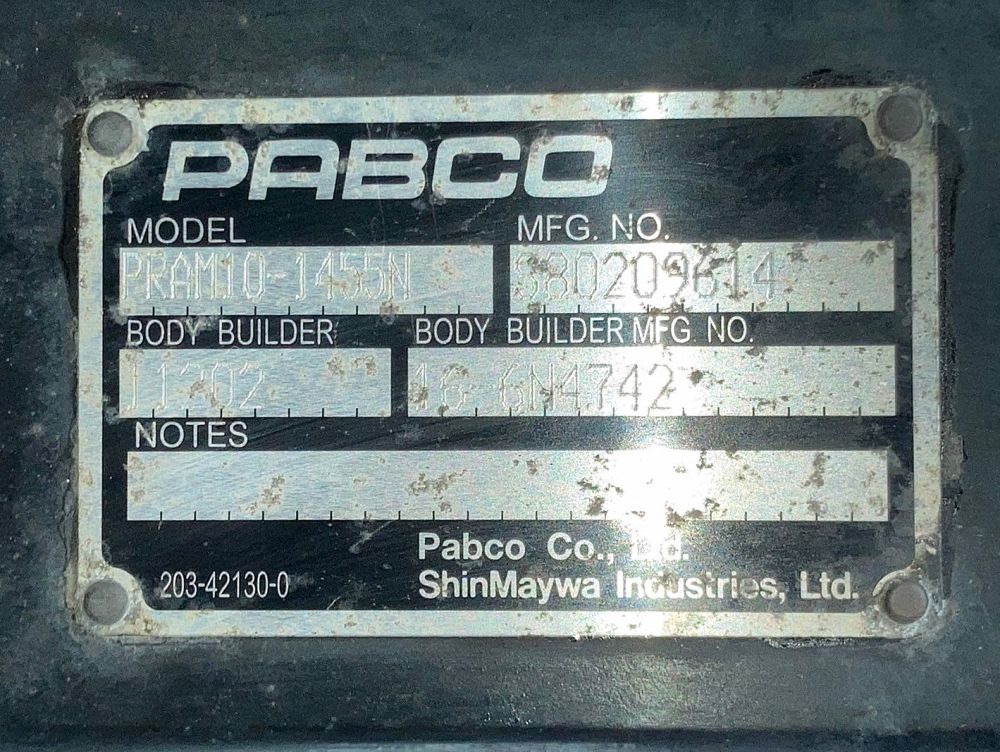 PABCO
MODEL MFG. NO.
PRAM10-1455N S80209614
BODY BUILDER BODY BUILDER MFG NO.
11302 16-6N4742
NOTES
Pabco Co., Ltd.
203-42130-0 ShinMaywa Industries, Ltd.